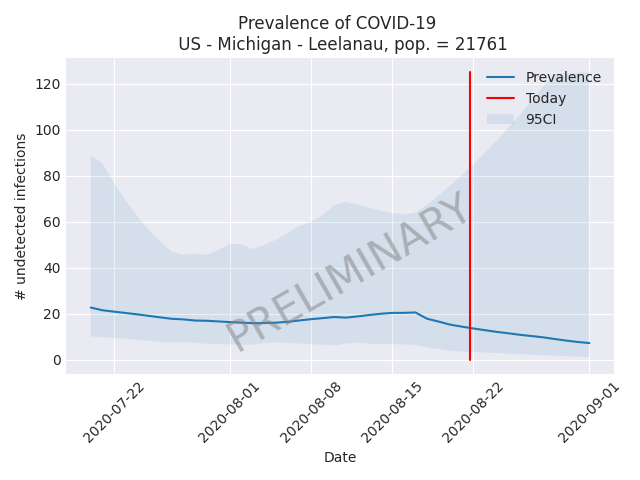 Prevalence of COVID-19
US - Michigan - Leelanau, pop. = 21761
# undetected infections
120
100
80
60
40
20
0
Prevalence
Today
95CI
PRELIMINARY
2020-07-22
2020-08-01
2020-08-08
2020-08-15
2020-08-22
2020-09-01
Date